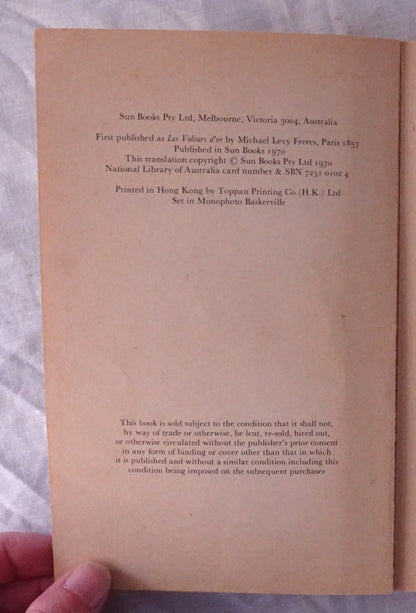 Sun Books Pty Ltd, Melbourne, Victoria 3004, Australia
First published as Les Voleurs d'or by Michael Levy Freres, Paris 1857
Published in Sun Books 1970
This translation copyright © Sun Books Pty Ltd 1970
National Library of Australia card number & SBN 7251 0102 4
Printed in Hong Kong by Toppan Printing Co (H.K.) Ltd
Set in Monophoto Baskerville
This book is sold subject to the condition that it shall not,
by way of trade or otherwise, be lent, re-sold, hired out,
or otherwise circulated without the publisher's prior consent
in any form of binding or cover other than that in which
it is published and without a similar condition including this
condition being imposed on the subsequent purchaser